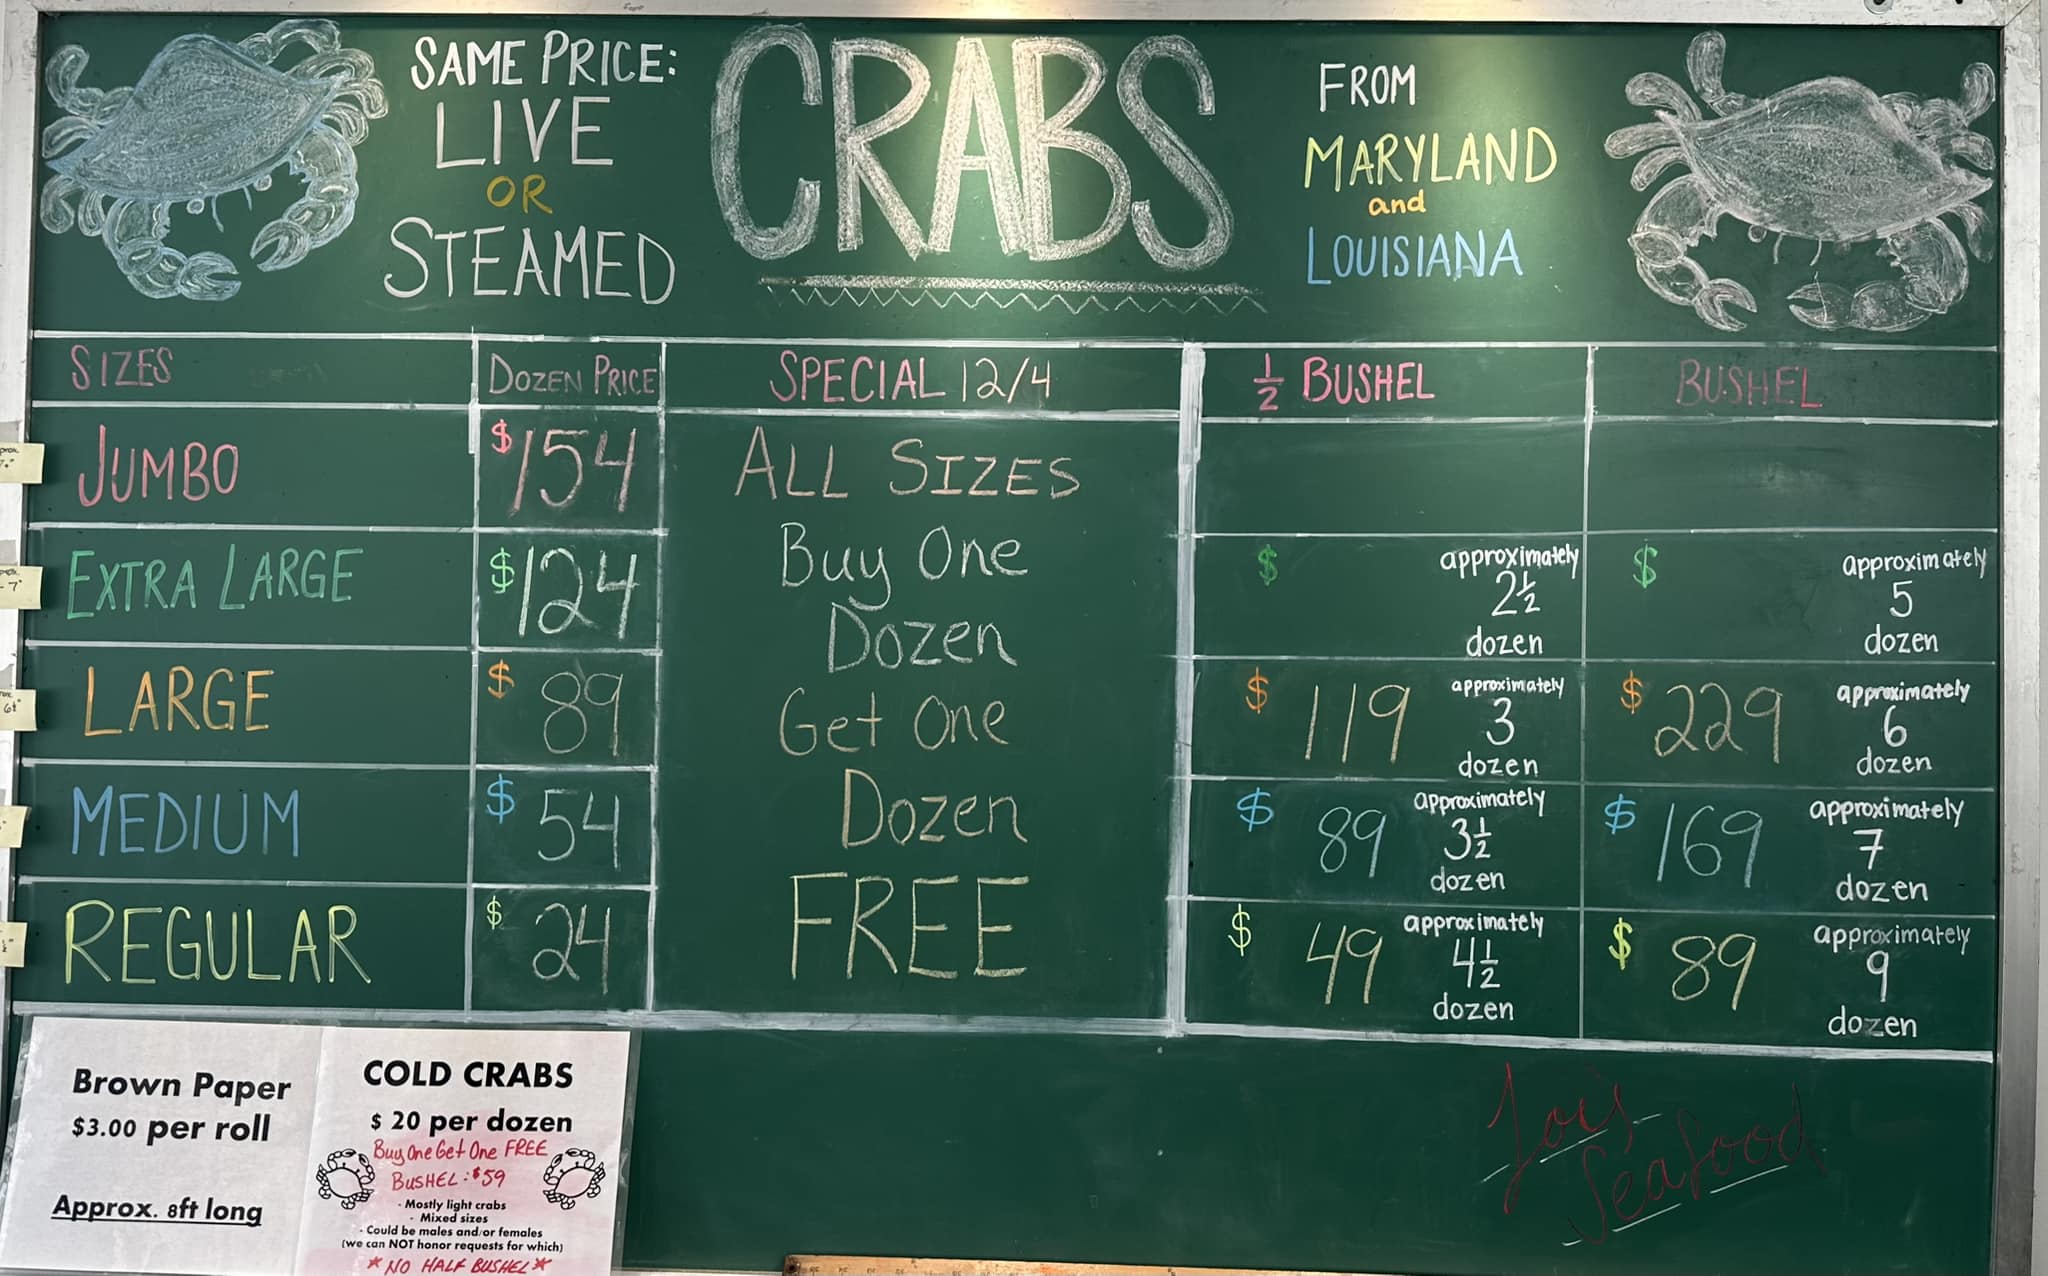 SAME PRICE:
LIVE
OR
STEAMED
CRABS
FROM
MARYLAND
and
LOUISIANA
SIZES
DOZEN PRICE
SPECIAL 12/4
½ BUSHEL
BUSHEL
JUMBO
$154
EXTRA LARGE
$124
LARGE
$ 89
MEDIUM
$ 54
REGULAR
$ 24
ALL SIZES
Buy One
Dozen
Get One
Dozen
FREE
$
approximately
2½
dozen
$
approximately
5
dozen
$ 119
approximately
3
dozen
$ 229
approximately
6
dozen
$ 89
approximately
3½
dozen
$ 169
approximately
7
dozen
$ 49
approximately
4½
dozen
$ 89
approximately
9
dozen
Brown Paper
$3.00 per roll
Approx. 8ft long
COLD CRABS
$ 20 per dozen
Buy One Get One FREE
BUSHEL: $59
- Mostly light crabs
- Mixed sizes
- Could be males and/or females
(we can NOT honor requests for which)
* NO HALF BUSHEL *
Seafood